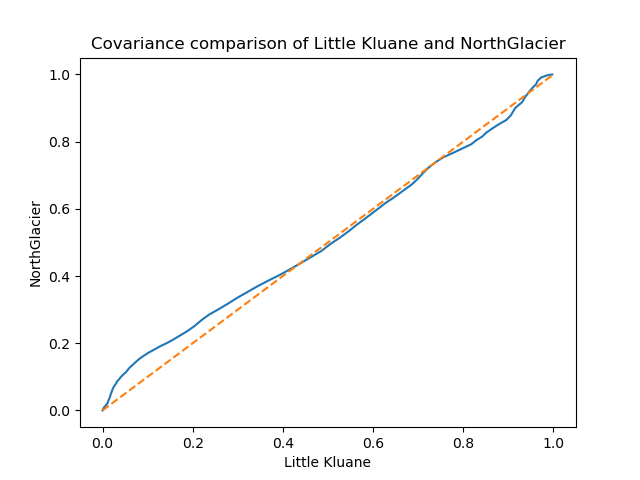 Covariance comparison of Little Kluane and NorthGlacier
1.0
0.8
0.6
0.4
0.2
0.0
NorthGlacier
0.0 0.2 0.4 0.6 0.8 1.0
Little Kluane